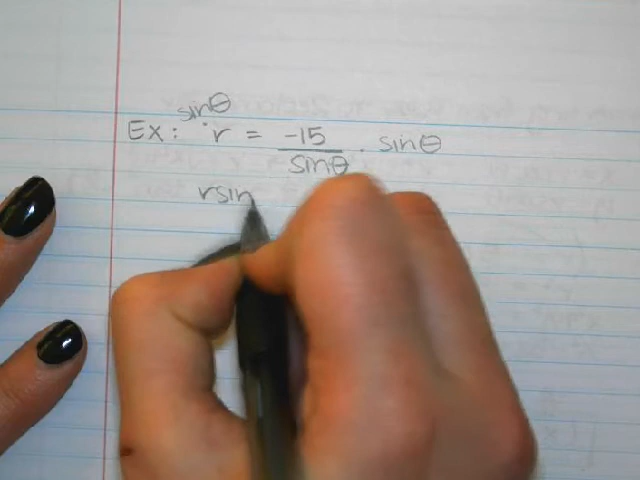 sinθ
Ex: · r = -15/sinθ · sinθ
rsin